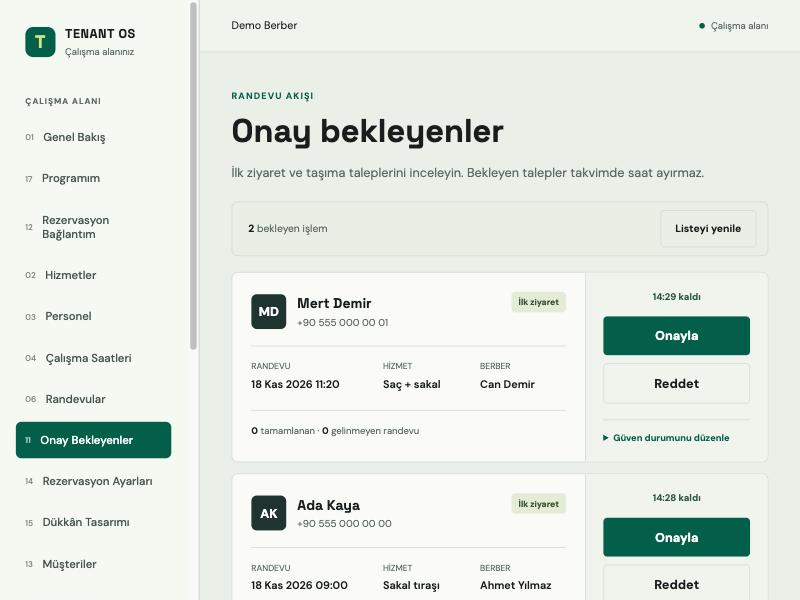 T
TENANT OS
Çalışma alanınız
ÇALIŞMA ALANI
01 Genel Bakış
17 Programım
12 Rezervasyon
Bağlantım
02 Hizmetler
03 Personel
04 Çalışma Saatleri
06 Randevular
11 Onay Bekleyenler
14 Rezervasyon Ayarları
15 Dükkân Tasarımı
13 Müşteriler
Demo Berber
Çalışma alanı
RANDEVU AKIŞI
Onay bekleyenler
İlk ziyaret ve taşıma taleplerini inceleyin. Bekleyen talepler takvimde saat ayırmaz.
2 bekleyen işlem
Listeyi yenile
MD
Mert Demir
+90 555 000 00 01
İlk ziyaret
RANDEVU HİZMET BERBER
18 Kas 2026 11:20 Saç + sakal Can Demir
0 tamamlanan · 0 gelinmeyen randevu
14:29 kaldı
Onayla
Reddet
▶ Güven durumunu düzenle
AK
Ada Kaya
+90 555 000 00 00
İlk ziyaret
RANDEVU HİZMET BERBER
18 Kas 2026 09:00 Sakal tıraşı Ahmet Yılmaz
14:28 kaldı
Onayla
Reddet